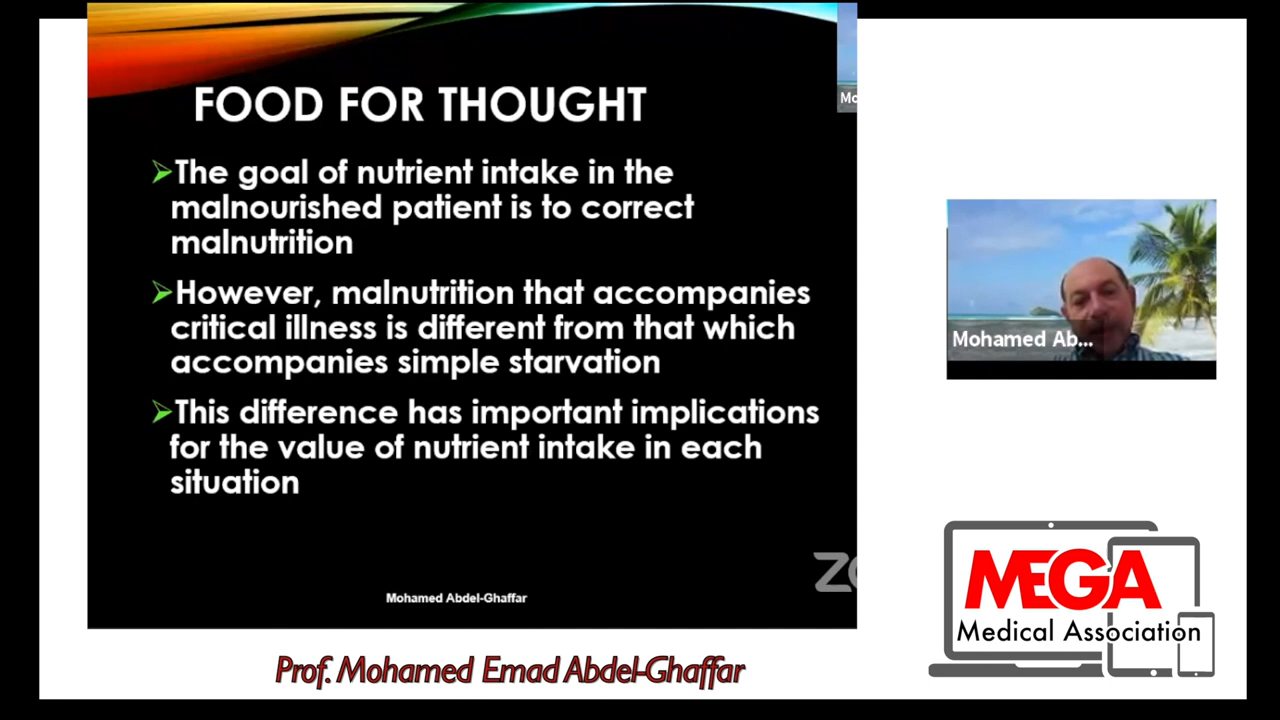 FOOD FOR THOUGHT
➢The goal of nutrient intake in the
malnourished patient is to correct
malnutrition
➢However, malnutrition that accompanies
critical illness is different from that which
accompanies simple starvation
➢This difference has important implications
for the value of nutrient intake in each
situation
Mohamed Abdel-Ghaffar
Mohamed Ab...
MEGA
Medical Association
Prof. Mohamed Emad Abdel-Ghaffar